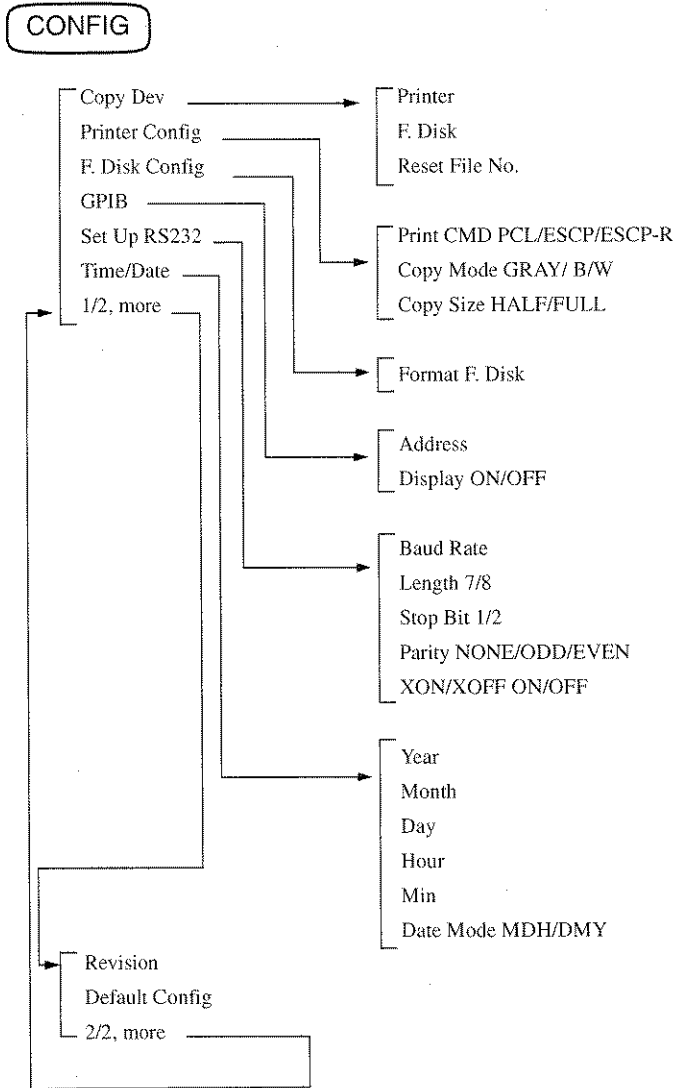 CONFIG
Copy Dev
Printer Config
F. Disk Config
GPIB
Set Up RS232
Time/Date
1/2, more
Printer
F. Disk
Reset File No.
Print CMD PCL/ESCP/ESCP-R
Copy Mode GRAY/ B/W
Copy Size HALF/FULL
Format F. Disk
Address
Display ON/OFF
Baud Rate
Length 7/8
Stop Bit 1/2
Parity NONE/ODD/EVEN
XON/XOFF ON/OFF
Year
Month
Day
Hour
Min
Date Mode MDH/DMY
Revision
Default Config
2/2, more